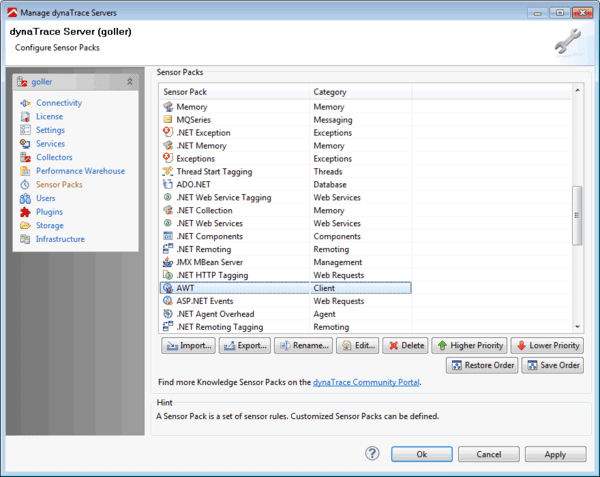 Manage dynaTrace Servers
dynaTrace Server (goller)
Configure Sensor Packs
goller
Connectivity
License
Settings
Services
Collectors
Performance Warehouse
Sensor Packs
Users
Plugins
Storage
Infrastructure
Sensor Packs
Sensor Pack Category
Memory Memory
MQSeries Messaging
.NET Exception Exceptions
.NET Memory Memory
Exceptions Exceptions
Thread Start Tagging Threads
ADO.NET Database
.NET Web Service Tagging Web Services
.NET Collection Memory
.NET Web Services Web Services
.NET Components Components
.NET Remoting Remoting
JMX MBean Server Management
.NET HTTP Tagging Web Requests
AWT Client
ASP.NET Events Web Requests
.NET Agent Overhead Agent
.NET Remoting Tagging Remoting
Import... Export... Rename... Edit... Delete Higher Priority Lower Priority
Restore Order Save Order
Find more Knowledge Sensor Packs on the dynaTrace Community Portal.
Hint
A Sensor Pack is a set of sensor rules. Customized Sensor Packs can be defined.
? Ok Cancel Apply